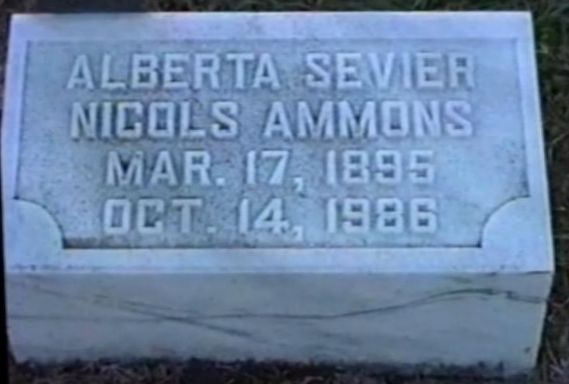 ALBERTA SEVIER
NICOLS AMMONS
MAR. 17, 1895
OCT. 14, 1986